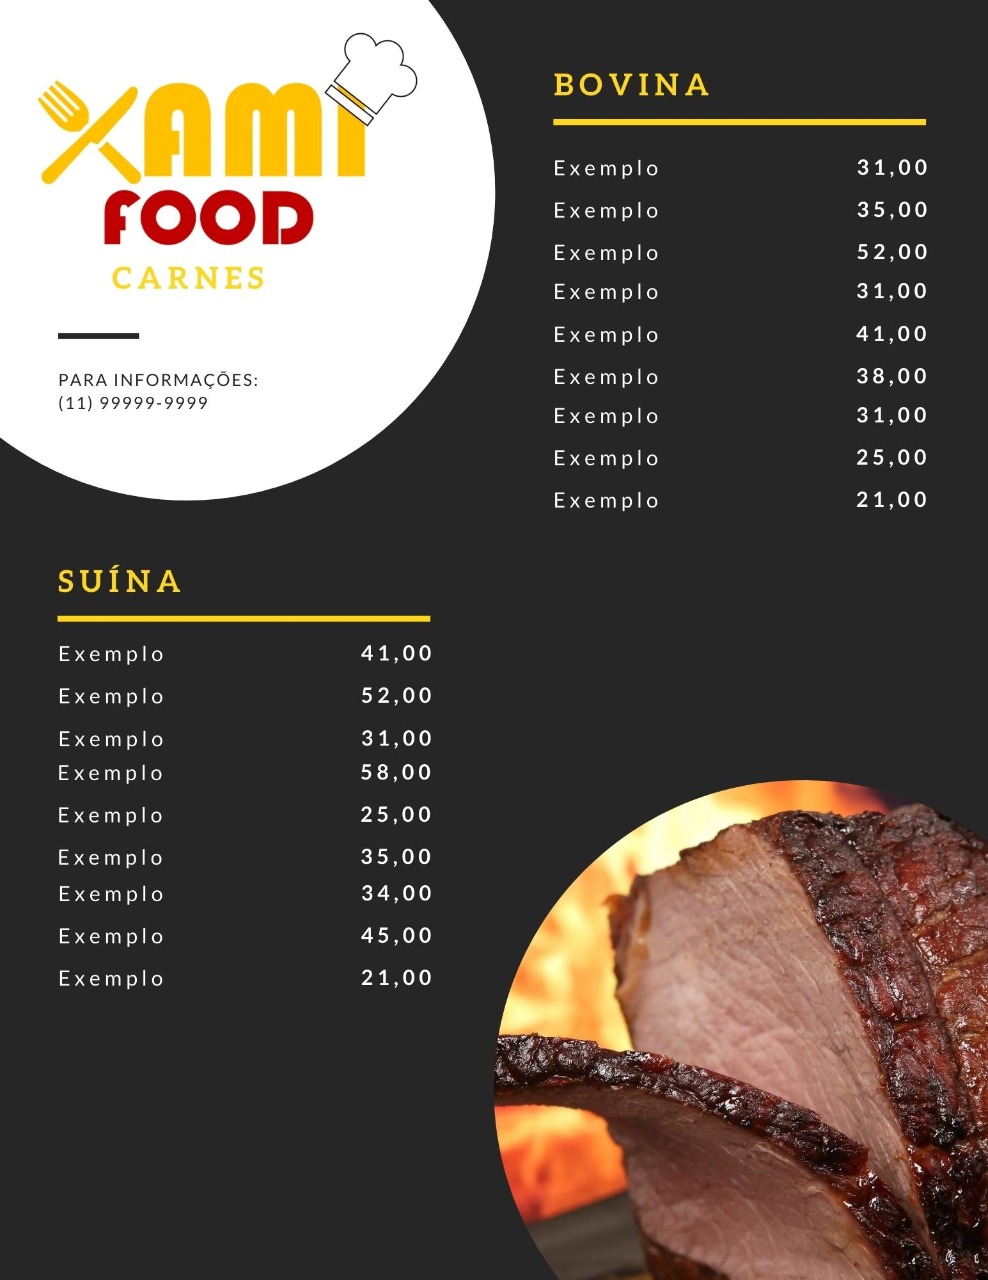 XAMI
FOOD
CARNES
PARA INFORMAÇÕES:
(11) 99999-9999
BOVINA
Exemplo 31,00
Exemplo 35,00
Exemplo 52,00
Exemplo 31,00
Exemplo 41,00
Exemplo 38,00
Exemplo 31,00
Exemplo 25,00
Exemplo 21,00
SUÍNA
Exemplo 41,00
Exemplo 52,00
Exemplo 31,00
Exemplo 58,00
Exemplo 25,00
Exemplo 35,00
Exemplo 34,00
Exemplo 45,00
Exemplo 21,00